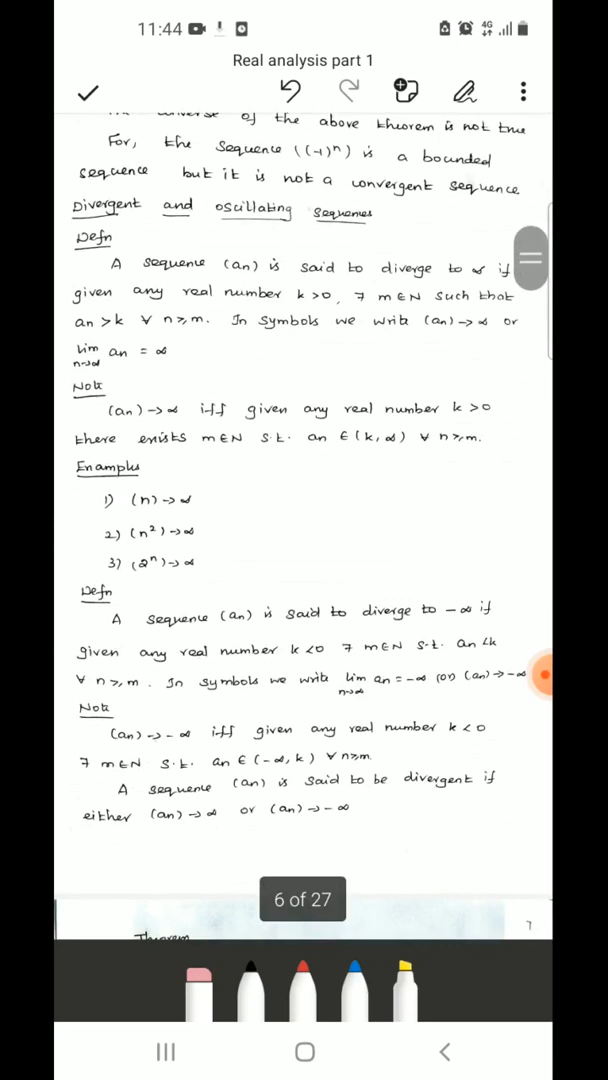 11:44
4G
Real analysis part 1
converse of the above theorem is not true
For, the sequence ((-1)ⁿ) is a bounded
sequence but it is not a convergent sequence
Divergent and oscillating sequences
Defn
A sequence (an) is said to diverge to ∞ if
given any real number k>0, ∃ m∈N such that
an >k ∀ n≥m. In symbols we write (an)→∞ or
lim an = ∞
n→∞
Note
(an)→∞ iff given any real number k>0
there exists m∈N s.t. an ∈(k,∞) ∀ n≥m.
Examples
1) (n)→∞
2) (n²)→∞
3) (2ⁿ)→∞
Defn
A sequence (an) is said to diverge to -∞ if
given any real number k<0 ∃ m∈N s.t. an<k
∀ n≥m. In symbols we write lim an = -∞ (or) (an)→-∞
n→∞
Note
(an)→-∞ iff given any real number k<0
∃ m∈N s.t. an∈(-∞,k) ∀n≥m
A sequence (an) is said to be divergent if
either (an)→∞ or (an)→-∞
6 of 27
7
Theorem